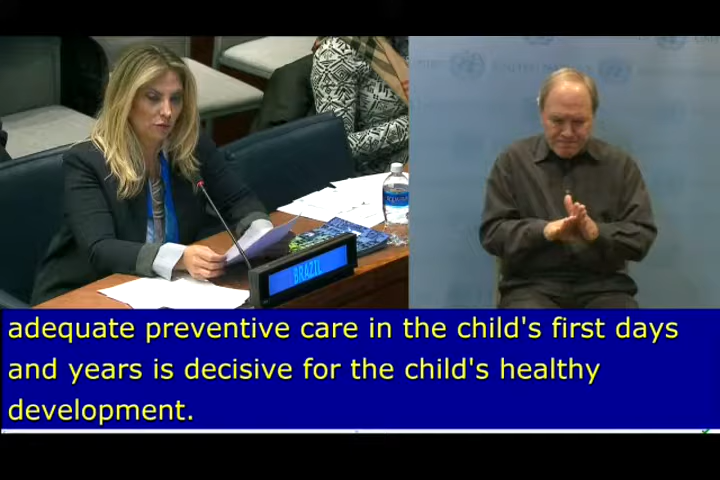 BRAZIL
adequate preventive care in the child's first days
and years is decisive for the child's healthy
development.